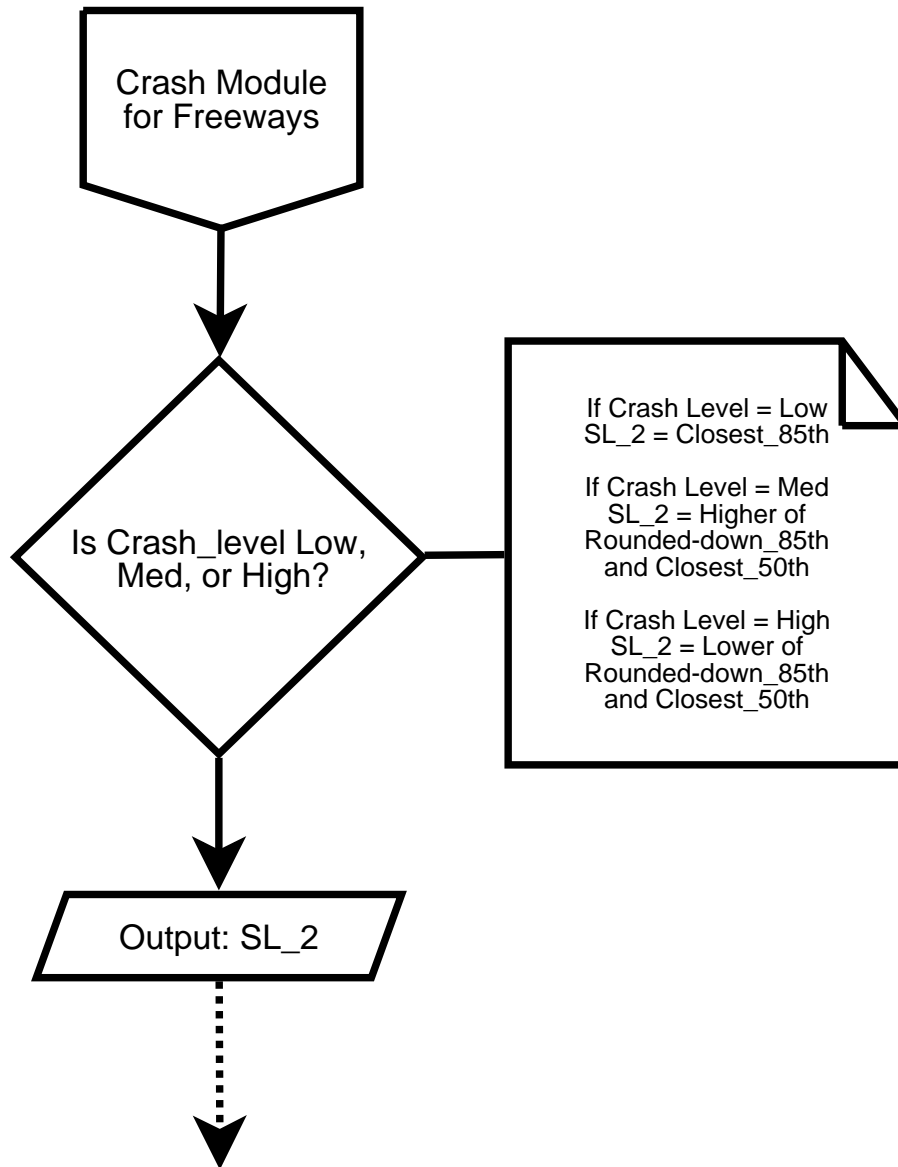 Crash Module
for Freeways
Is Crash_level Low,
Med, or High?
If Crash Level = Low
SL_2 = Closest_85th
If Crash Level = Med
SL_2 = Higher of
Rounded-down_85th
and Closest_50th
If Crash Level = High
SL_2 = Lower of
Rounded-down_85th
and Closest_50th
Output: SL_2